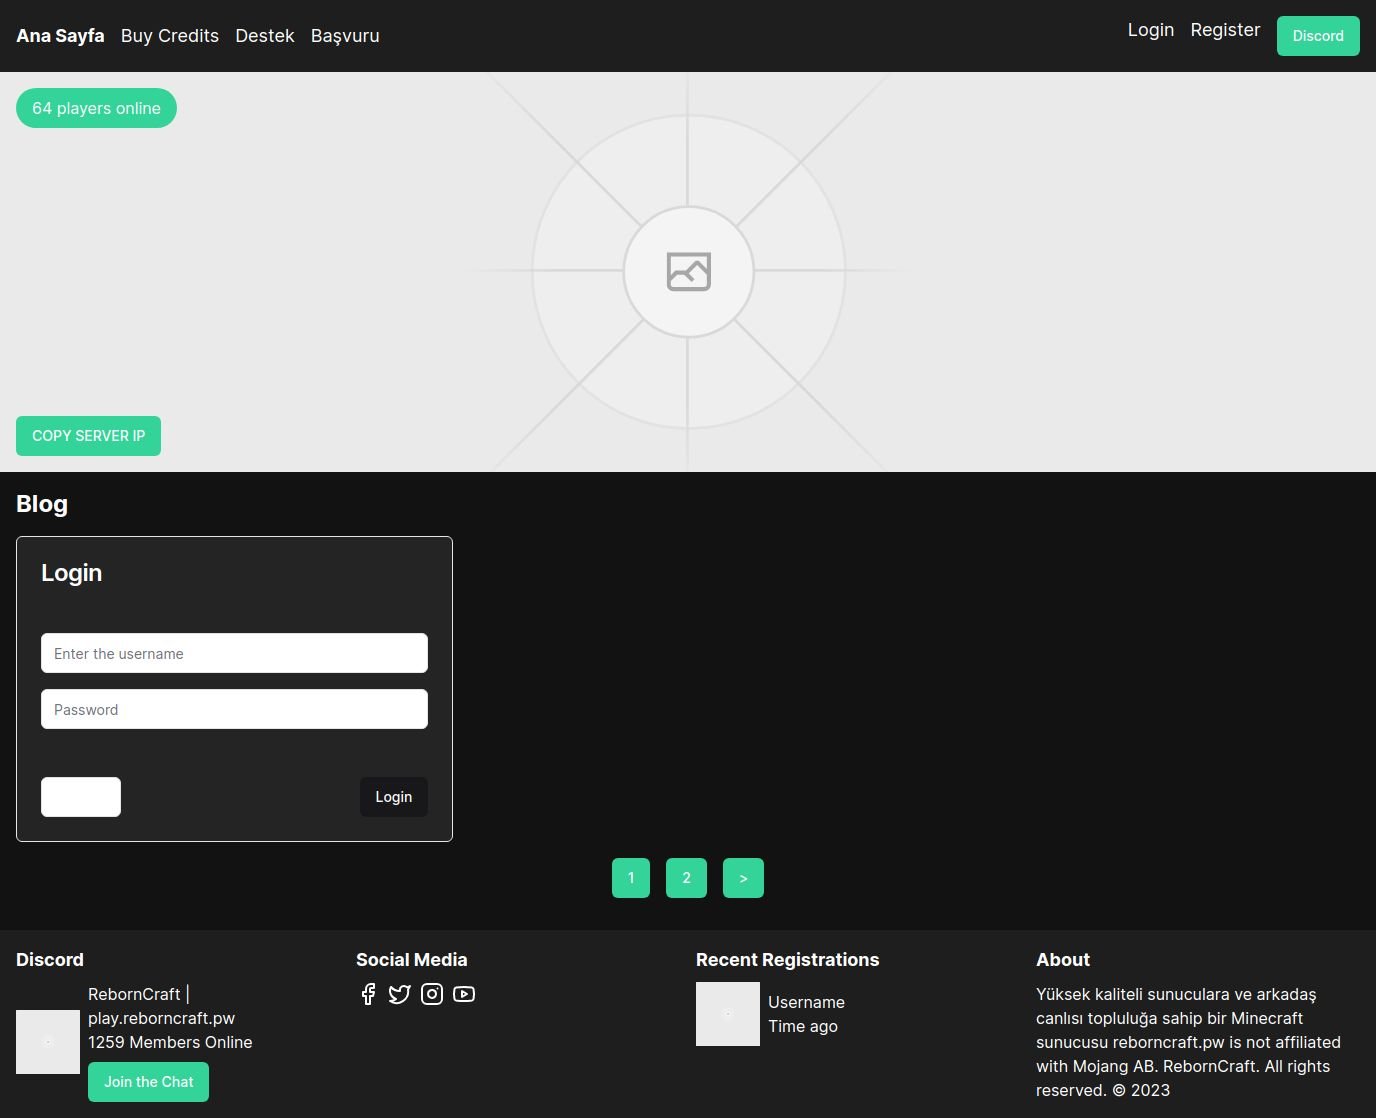 Ana Sayfa Buy Credits Destek Başvuru Login Register Discord
64 players online
COPY SERVER IP
Blog
Login
Enter the username
Password
Login
1 2 >
Discord
RebornCraft |
play.reborncraft.pw
1259 Members Online
Join the Chat
Social Media
Recent Registrations
Username
Time ago
About
Yüksek kaliteli sunuculara ve arkadaş
canlısı topluluğa sahip bir Minecraft
sunucusu reborncraft.pw is not affiliated
with Mojang AB. RebornCraft. All rights
reserved. © 2023